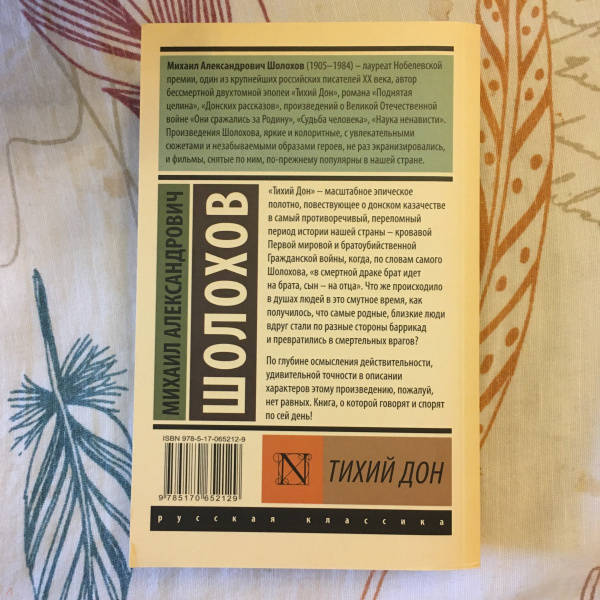 Михаил Александрович Шолохов (1905–1984) – лауреат Нобелевской
премии, один из крупнейших российских писателей XX века, автор
бессмертной двухтомной эпопеи «Тихий Дон», романа «Поднятая
целина», «Донских рассказов», произведений о Великой Отечественной
войне «Они сражались за Родину», «Судьба человека», «Наука ненависти».
Произведения Шолохова, яркие и колоритные, с увлекательными
сюжетами и незабываемыми образами героев, не раз экранизировались,
и фильмы, снятые по ним, по-прежнему популярны в нашей стране.
МИХАИЛ АЛЕКСАНДРОВИЧ
ШОЛОХОВ
«Тихий Дон» – масштабное эпическое
полотно, повествующее о донском казачестве
в самый противоречивый, переломный
период истории нашей страны – кровавой
Первой мировой и братоубийственной
Гражданской войны, когда, по словам самого
Шолохова, «в смертной драке брат идет
на брата, сын – на отца». Что же происходило
в душах людей в это смутное время, как
получилось, что самые родные, близкие люди
вдруг стали по разные стороны баррикад
и превратились в смертельных врагов?
По глубине осмысления действительности,
удивительной точности в описании
характеров этому произведению, пожалуй,
нет равных. Книга, о которой говорят и спорят
по сей день!
ISBN 978-5-17-065212-9
9 785170 652129
N
ТИХИЙ ДОН
русская классика